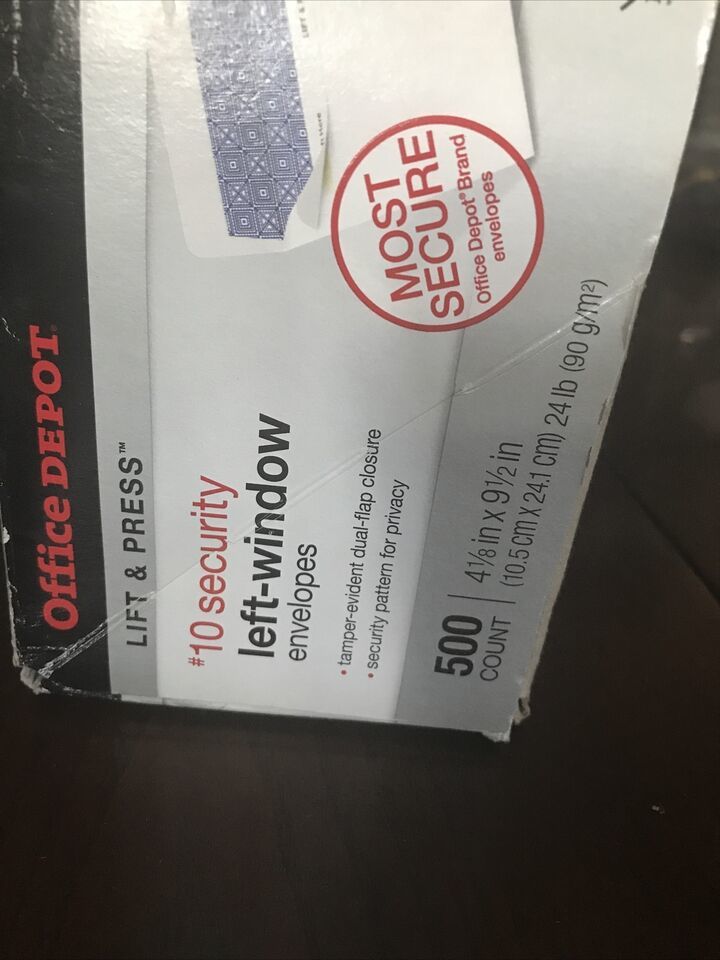 Office DEPOT.
LIFT & PRESS™
#10 security
left-window
envelopes
• tamper-evident dual-flap closure
• security pattern for privacy
500
COUNT
4 1/8 in x 9 1/2 in
(10.5 cm X 24.1 cm) 24 lb (90 g/m²)
MOST
SECURE
Office Depot® Brand
envelopes